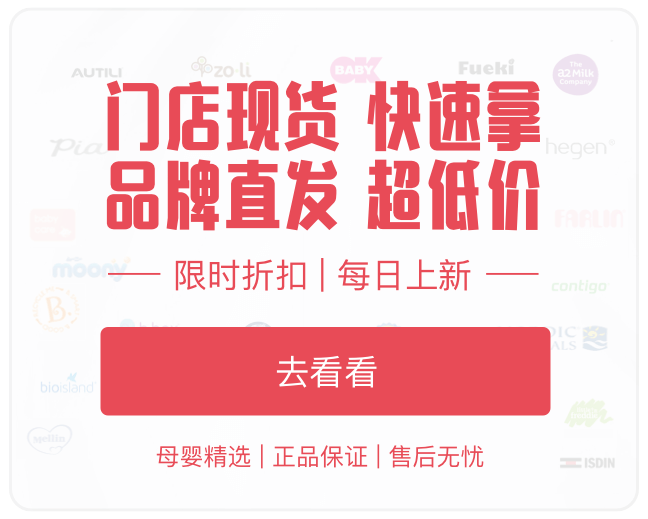 AUTILI zo·li BABY Fueki The a2 Milk Company
门店现货 快速拿
hegen
品牌直发 超低价
FARLIN
moony 限时折扣 | 每日上新
contigo
B.
去看看
bioisland
mellin 母婴精选 | 正品保证 | 售后无忧
ISDIN